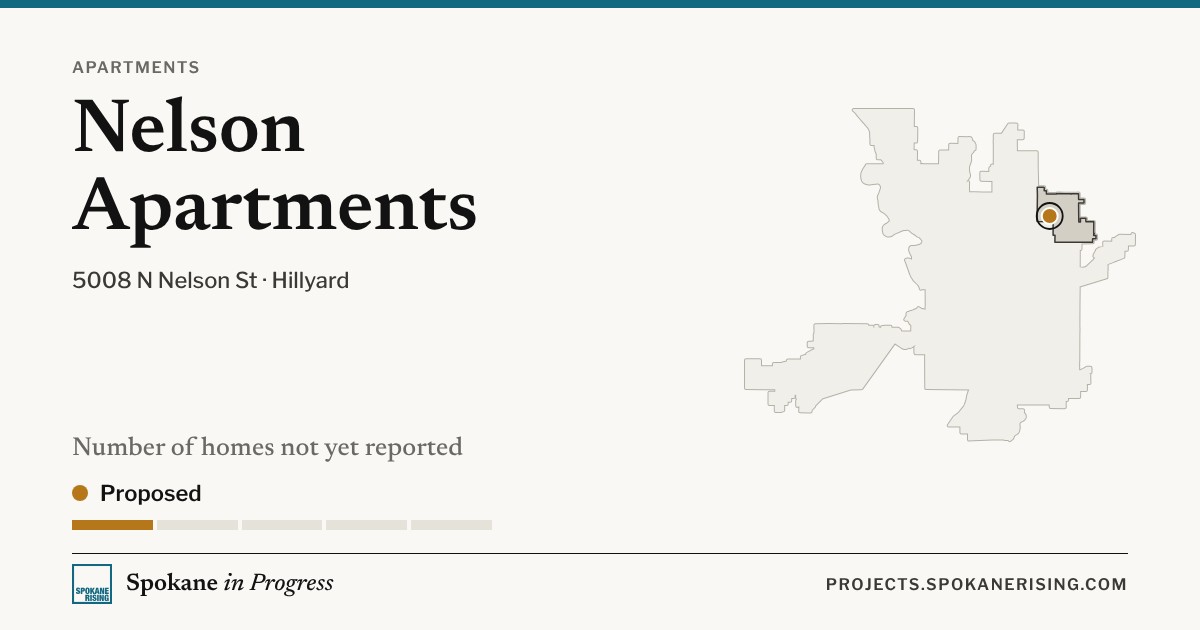 APARTMENTS
Nelson
Apartments
5008 N Nelson St · Hillyard
Number of homes not yet reported
Proposed
SPOKANE
RISING
Spokane in Progress
PROJECTS.SPOKANERISING.COM